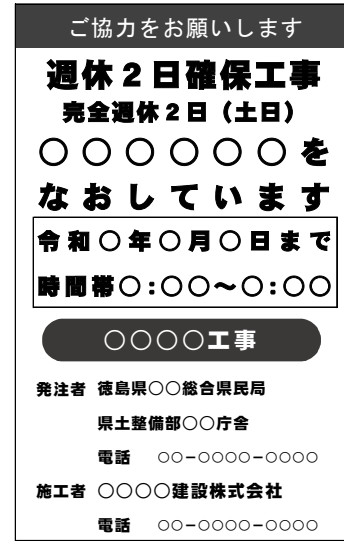 ご協力をお願いします
週休２日確保工事
完全週休２日（土日）
○○○○○○を
なおしています
令和○年○月○日まで
時間帯○:○○~○:○○
○○○○工事
発注者 徳島県○○総合県民局
県土整備部○○庁舎
電話 ○○-○○○○-○○○○
施工者 ○○○○建設株式会社
電話 ○○-○○○○-○○○○